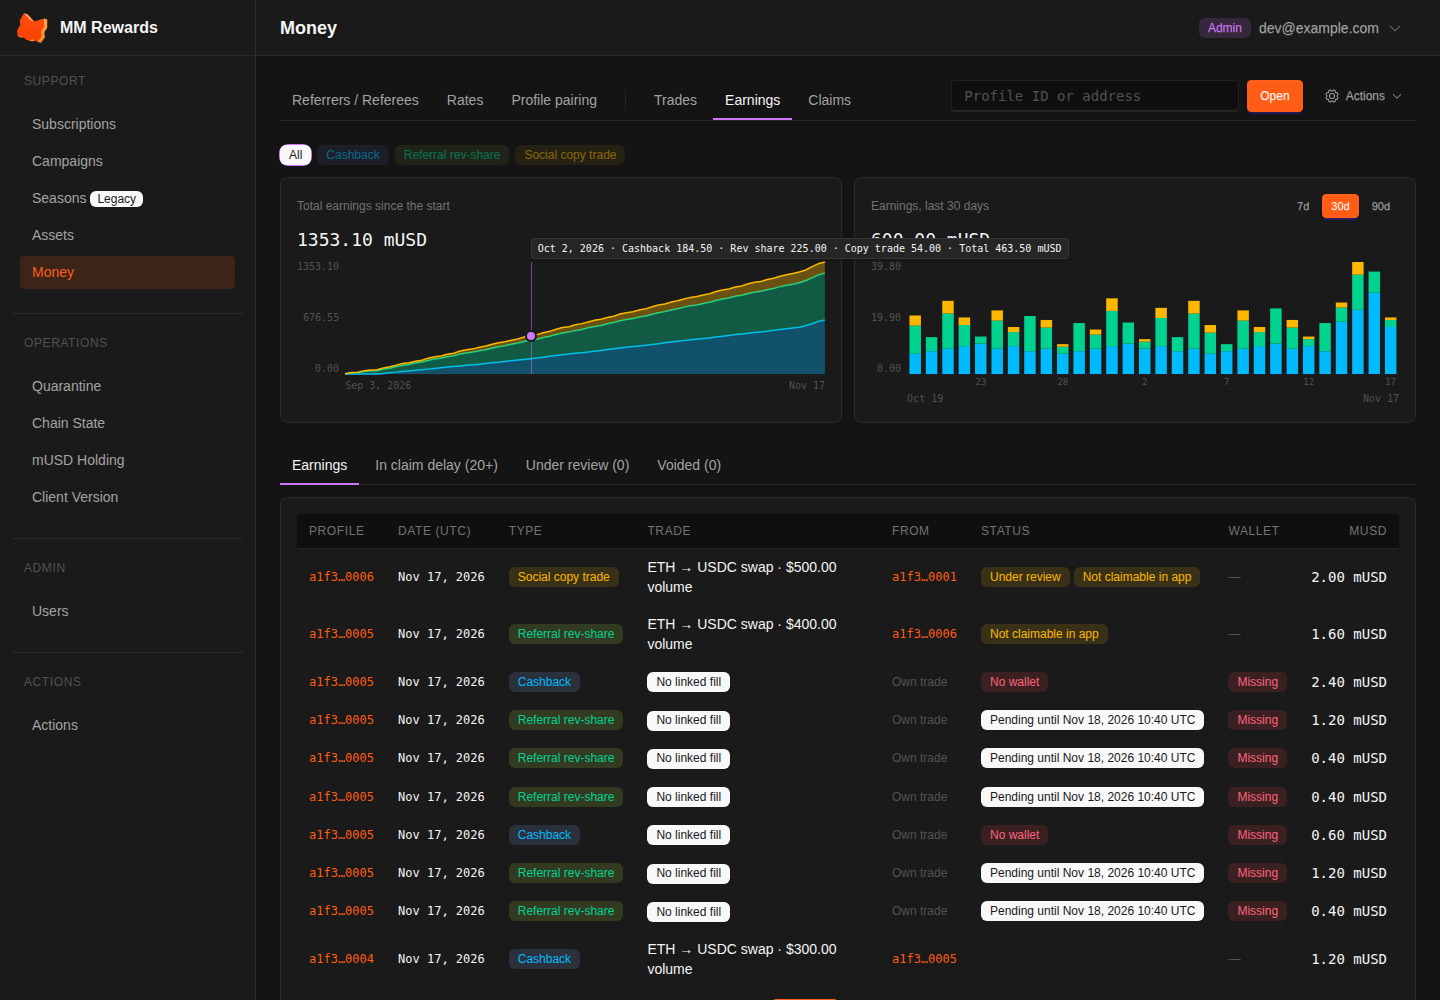 MM Rewards
Money
Admin dev@example.com
SUPPORT
Subscriptions
Campaigns
Seasons Legacy
Assets
Money
OPERATIONS
Quarantine
Chain State
mUSD Holding
Client Version
ADMIN
Users
ACTIONS
Actions
Referrers / Referees Rates Profile pairing Trades Earnings Claims
Profile ID or address Open Actions
All Cashback Referral rev-share Social copy trade
Total earnings since the start
1353.10 mUSD
Oct 2, 2026 · Cashback 184.50 · Rev share 225.00 · Copy trade 54.00 · Total 463.50 mUSD
1353.10
676.55
0.00
Sep 3, 2026 Nov 17
Earnings, last 30 days 7d 30d 90d
39.80
19.90
0.00
23 28 2 7 12 17
Oct 19 Nov 17
Earnings In claim delay (20+) Under review (0) Voided (0)
PROFILE DATE (UTC) TYPE TRADE FROM STATUS WALLET MUSD
a1f3…0006 Nov 17, 2026 Social copy trade ETH → USDC swap · $500.00 volume a1f3…0001 Under review Not claimable in app — 2.00 mUSD
a1f3…0005 Nov 17, 2026 Referral rev-share ETH → USDC swap · $400.00 volume a1f3…0006 Not claimable in app — 1.60 mUSD
a1f3…0005 Nov 17, 2026 Cashback No linked fill Own trade No wallet Missing 2.40 mUSD
a1f3…0005 Nov 17, 2026 Referral rev-share No linked fill Own trade Pending until Nov 18, 2026 10:40 UTC Missing 1.20 mUSD
a1f3…0005 Nov 17, 2026 Referral rev-share No linked fill Own trade Pending until Nov 18, 2026 10:40 UTC Missing 0.40 mUSD
a1f3…0005 Nov 17, 2026 Referral rev-share No linked fill Own trade Pending until Nov 18, 2026 10:40 UTC Missing 0.40 mUSD
a1f3…0005 Nov 17, 2026 Cashback No linked fill Own trade No wallet Missing 0.60 mUSD
a1f3…0005 Nov 17, 2026 Referral rev-share No linked fill Own trade Pending until Nov 18, 2026 10:40 UTC Missing 1.20 mUSD
a1f3…0005 Nov 17, 2026 Referral rev-share No linked fill Own trade Pending until Nov 18, 2026 10:40 UTC Missing 0.40 mUSD
a1f3…0004 Nov 17, 2026 Cashback ETH → USDC swap · $300.00 volume a1f3…0005 — 1.20 mUSD